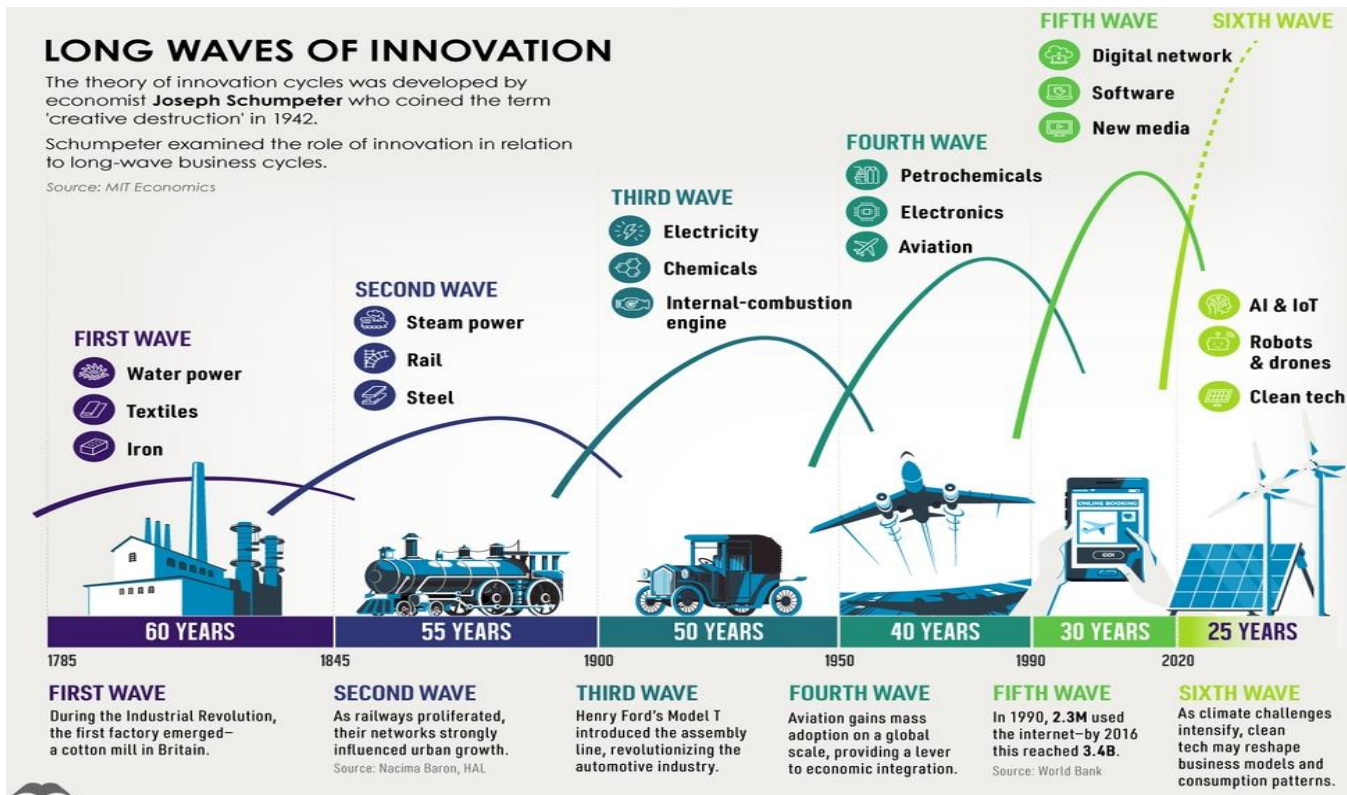 LONG WAVES OF INNOVATION
The theory of innovation cycles was developed by
economist Joseph Schumpeter who coined the term
'creative destruction' in 1942.
Schumpeter examined the role of innovation in relation
to long-wave business cycles.
Source: MIT Economics
FIRST WAVE
Water power
Textiles
Iron
SECOND WAVE
Steam power
Rail
Steel
THIRD WAVE
Electricity
Chemicals
Internal-combustion
engine
FOURTH WAVE
Petrochemicals
Electronics
Aviation
FIFTH WAVE
Digital network
Software
New media
SIXTH WAVE
AI & IoT
Robots
& drones
Clean tech
ONLINE BOOKING
GO!
60 YEARS
55 YEARS
50 YEARS
40 YEARS
30 YEARS
25 YEARS
1785
1845
1900
1950
1990
2020
FIRST WAVE
During the Industrial Revolution,
the first factory emerged—
a cotton mill in Britain.
SECOND WAVE
As railways proliferated,
their networks strongly
influenced urban growth.
Source: Nacima Baron, HAL
THIRD WAVE
Henry Ford's Model T
introduced the assembly
line, revolutionizing the
automotive industry.
FOURTH WAVE
Aviation gains mass
adoption on a global
scale, providing a lever
to economic integration.
FIFTH WAVE
In 1990, 2.3M used
the internet—by 2016
this reached 3.4B.
Source: World Bank
SIXTH WAVE
As climate challenges
intensify, clean
tech may reshape
business models and
consumption patterns.